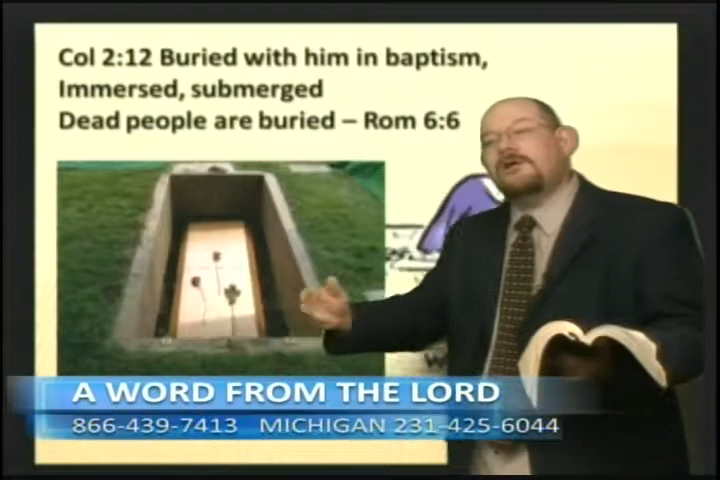 Col 2:12 Buried with him in baptism,
Immersed, submerged
Dead people are buried – Rom 6:6
A WORD FROM THE LORD
866-439-7413 MICHIGAN 231-425-6044